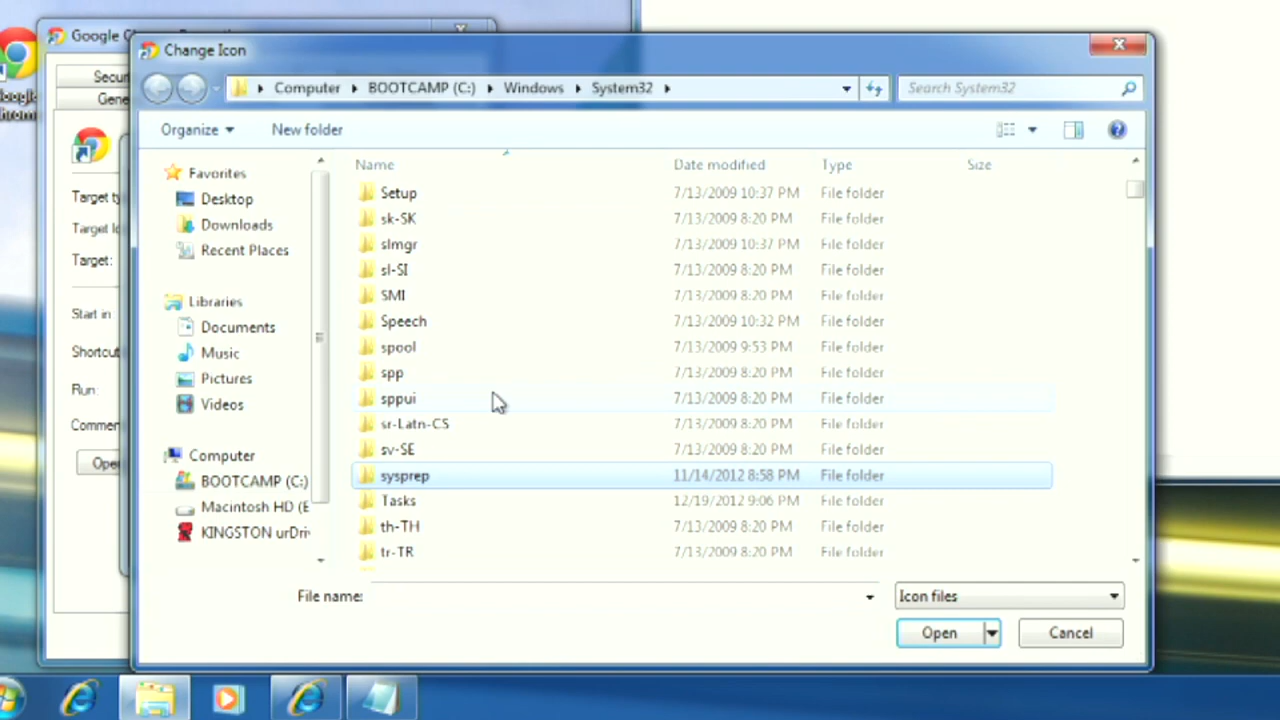 Google C
Change Icon
Computer BOOTCAMP (C:) Windows System32
Search System32
Secur
Gene
Organize
New folder
Name
Date modified
Type
Size
Favorites
Desktop
Downloads
Recent Places
Libraries
Documents
Music
Pictures
Videos
Computer
BOOTCAMP (C:)
Macintosh HD (E
KINGSTON urDriv
Setup 7/13/2009 10:37 PM File folder
sk-SK 7/13/2009 8:20 PM File folder
slmgr 7/13/2009 10:37 PM File folder
sl-SI 7/13/2009 8:20 PM File folder
SMI 7/13/2009 8:20 PM File folder
Speech 7/13/2009 10:32 PM File folder
spool 7/13/2009 9:53 PM File folder
spp 7/13/2009 8:20 PM File folder
sppui 7/13/2009 8:20 PM File folder
sr-Latn-CS 7/13/2009 8:20 PM File folder
sv-SE 7/13/2009 8:20 PM File folder
sysprep 11/14/2012 8:58 PM File folder
Tasks 12/19/2012 9:06 PM File folder
th-TH 7/13/2009 8:20 PM File folder
tr-TR 7/13/2009 8:20 PM File folder
Target ty
Target lo
Target:
Start in
Shortcut
Run:
Commen
Open
File name:
Icon files
Open
Cancel